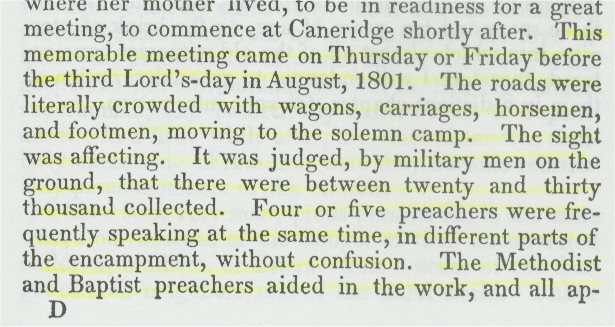 where her mother lived, to be in readiness for a great
meeting, to commence at Caneridge shortly after. This
memorable meeting came on Thursday or Friday before
the third Lord's-day in August, 1801. The roads were
literally crowded with wagons, carriages, horsemen,
and footmen, moving to the solemn camp. The sight
was affecting. It was judged, by military men on the
ground, that there were between twenty and thirty
thousand collected. Four or five preachers were fre-
quently speaking at the same time, in different parts of
the encampment, without confusion. The Methodist
and Baptist preachers aided in the work, and all ap-
D